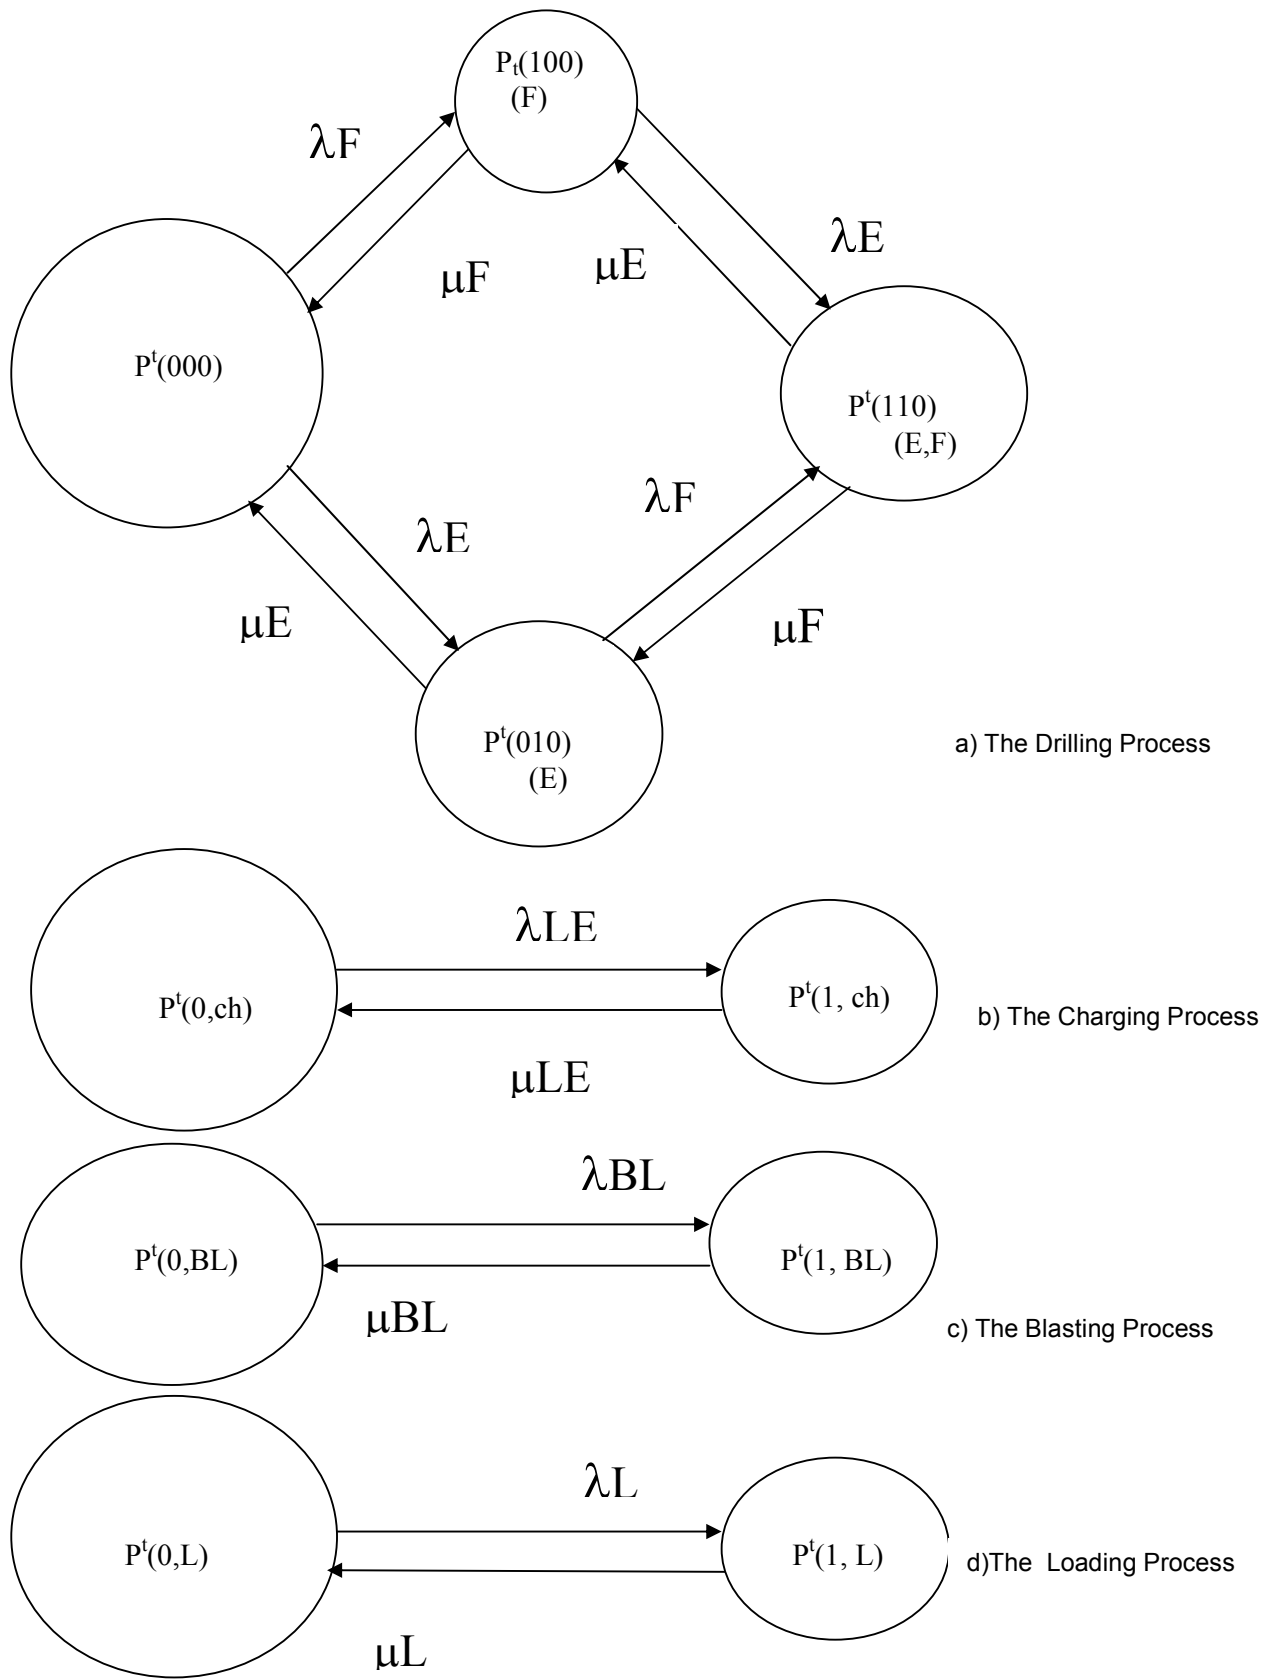 Pₜ(100)
(F)
λF
λE
μF
μE
Pᵗ(000)
Pᵗ(110)
(E,F)
λF
λE
μE
μF
Pᵗ(010)
(E)
a) The Drilling Process
λLE
Pᵗ(0,ch)
Pᵗ(1, ch)
b) The Charging Process
μLE
λBL
Pᵗ(0,BL)
Pᵗ(1, BL)
μBL
c) The Blasting Process
λL
Pᵗ(0,L)
Pᵗ(1, L)
d)The Loading Process
μL